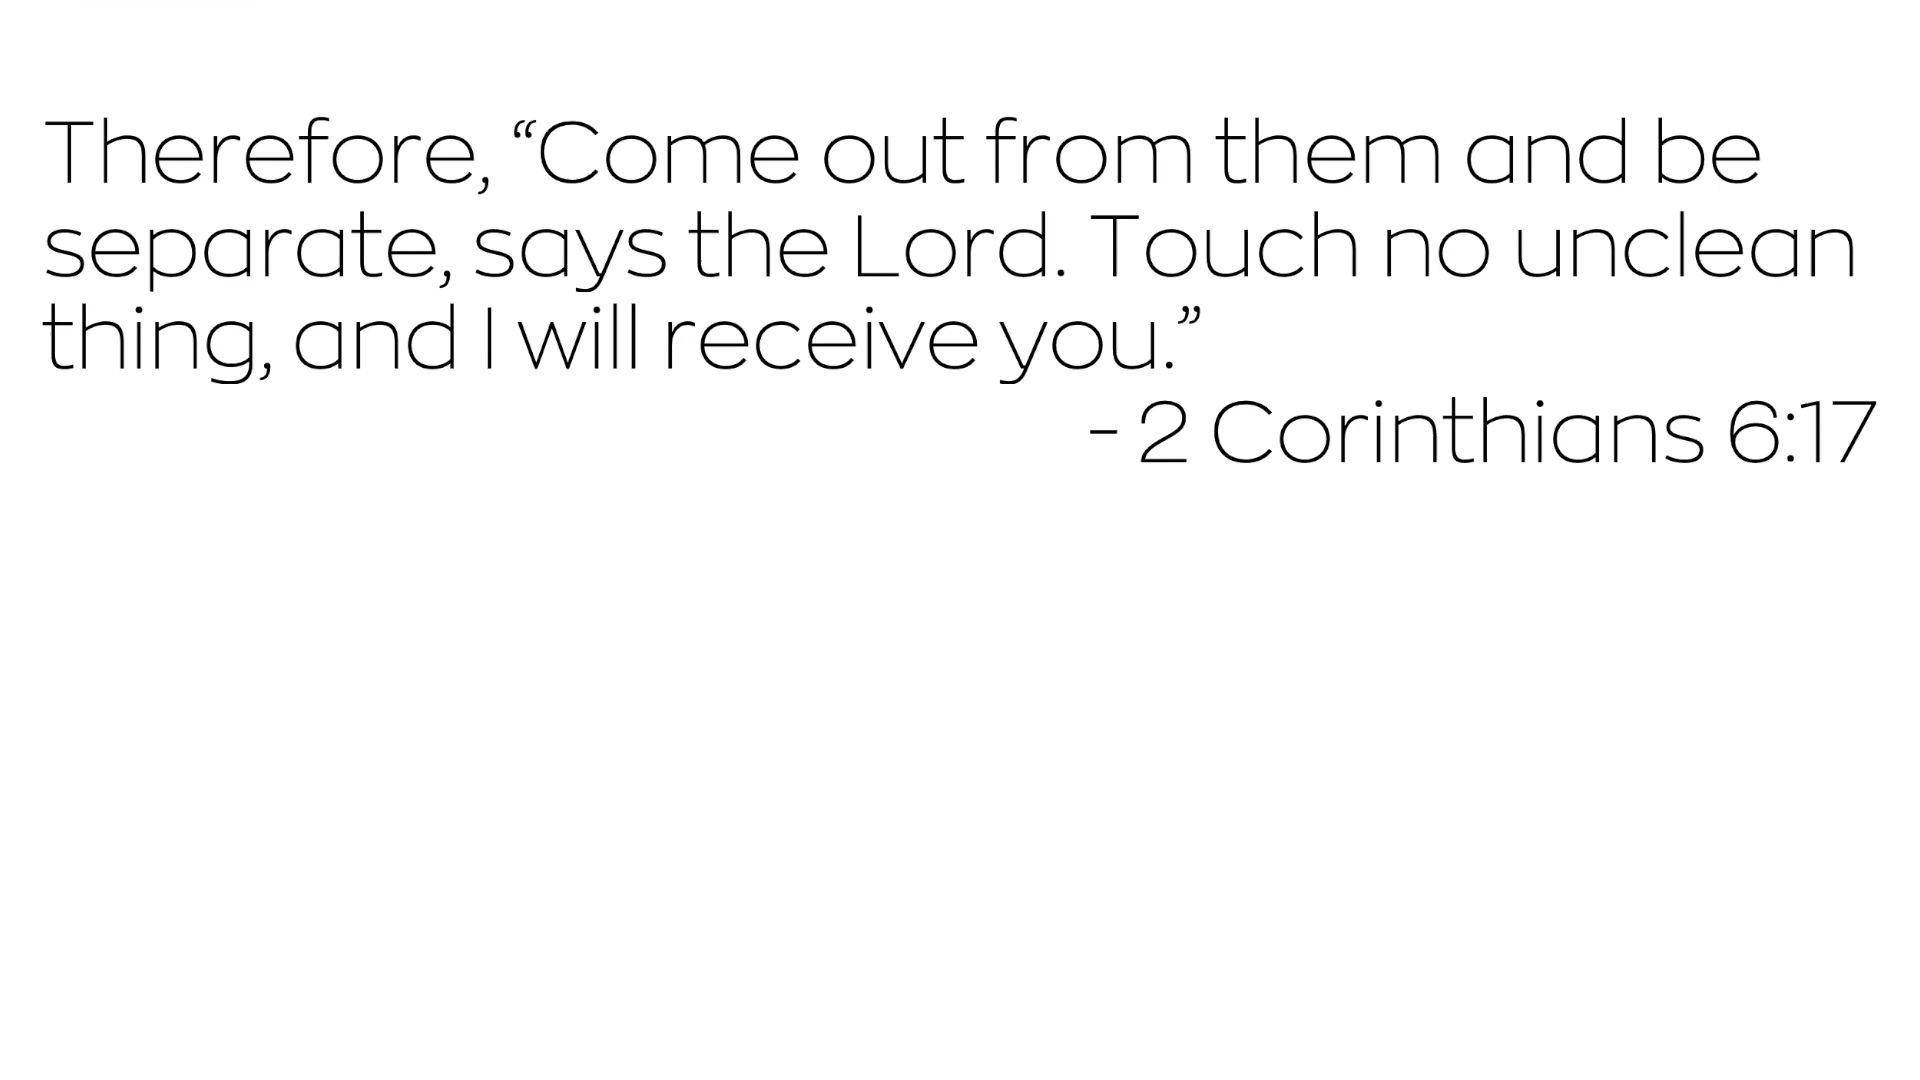 Therefore, “Come out from them and be
separate, says the Lord. Touch no unclean
thing, and I will receive you.”
- 2 Corinthians 6:17